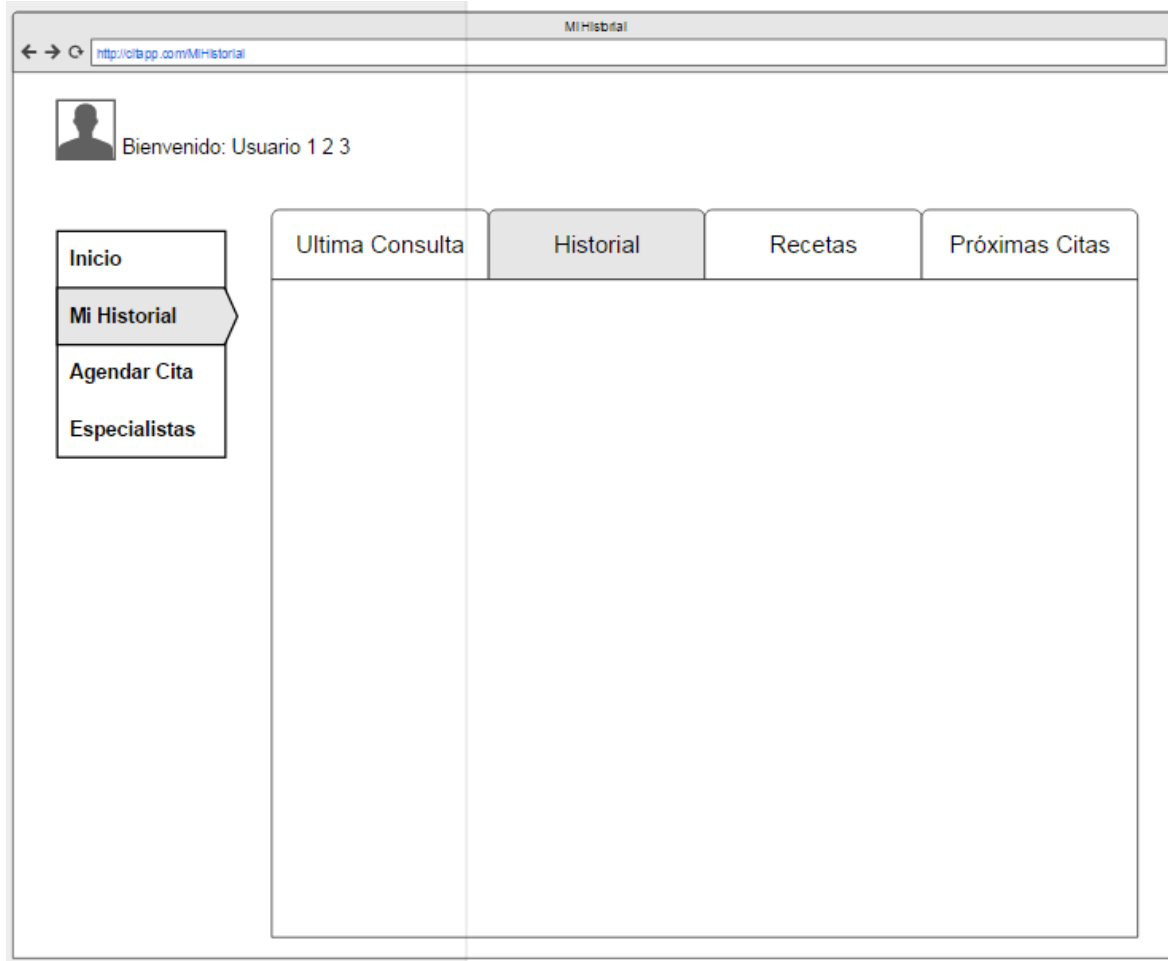 Mi Historial
http://citapp.com/MiHistorial
Bienvenido: Usuario 1 2 3
Ultima Consulta Historial Recetas Próximas Citas
Inicio
Mi Historial
Agendar Cita
Especialistas